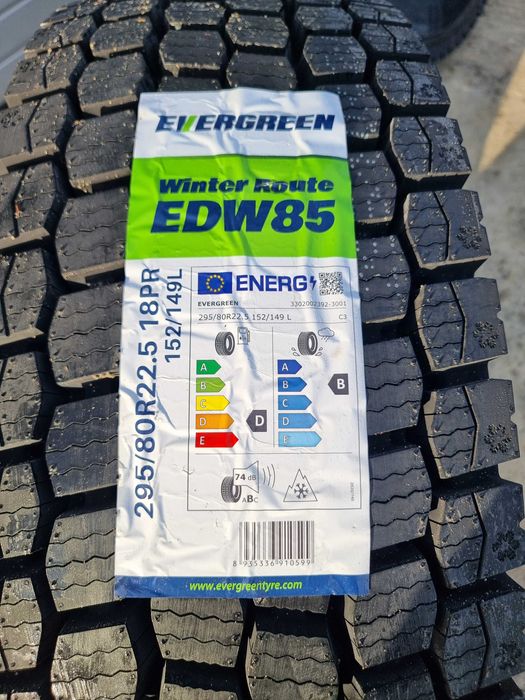 EVERGREEN
Winter Route
EDW85
295/80R22.5 18PR
152/149L
ENERG
EVERGREEN
3302002392-3001
295/80R22.5 152/149 L
C3
A
B
C
D
E
D
A
B
C
D
E
B
74 dB
ABC
8 935336 910599
www.evergreentyre.com